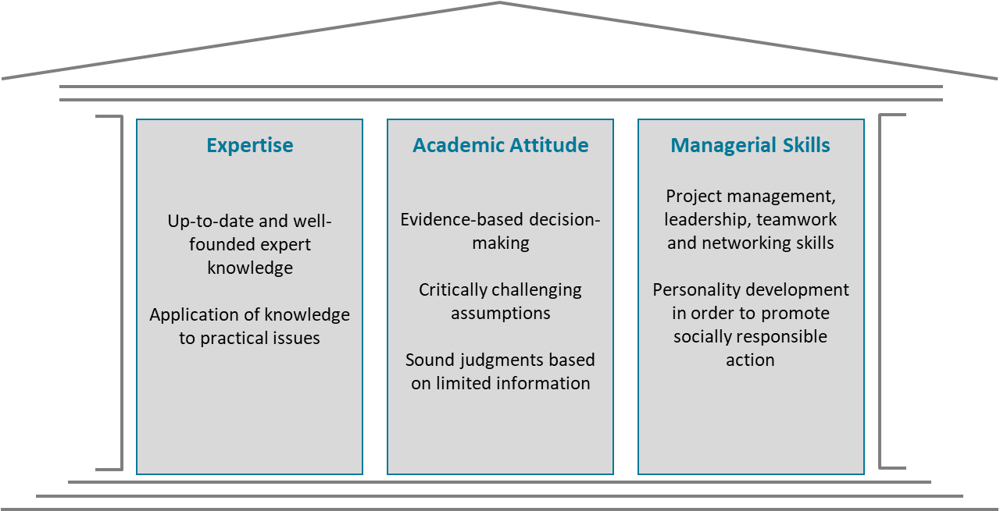 Expertise
Up-to-date and well-
founded expert
knowledge
Application of knowledge
to practical issues
Academic Attitude
Evidence-based decision-
making
Critically challenging
assumptions
Sound judgments based
on limited information
Managerial Skills
Project management,
leadership, teamwork
and networking skills
Personality development
in order to promote
socially responsible
action